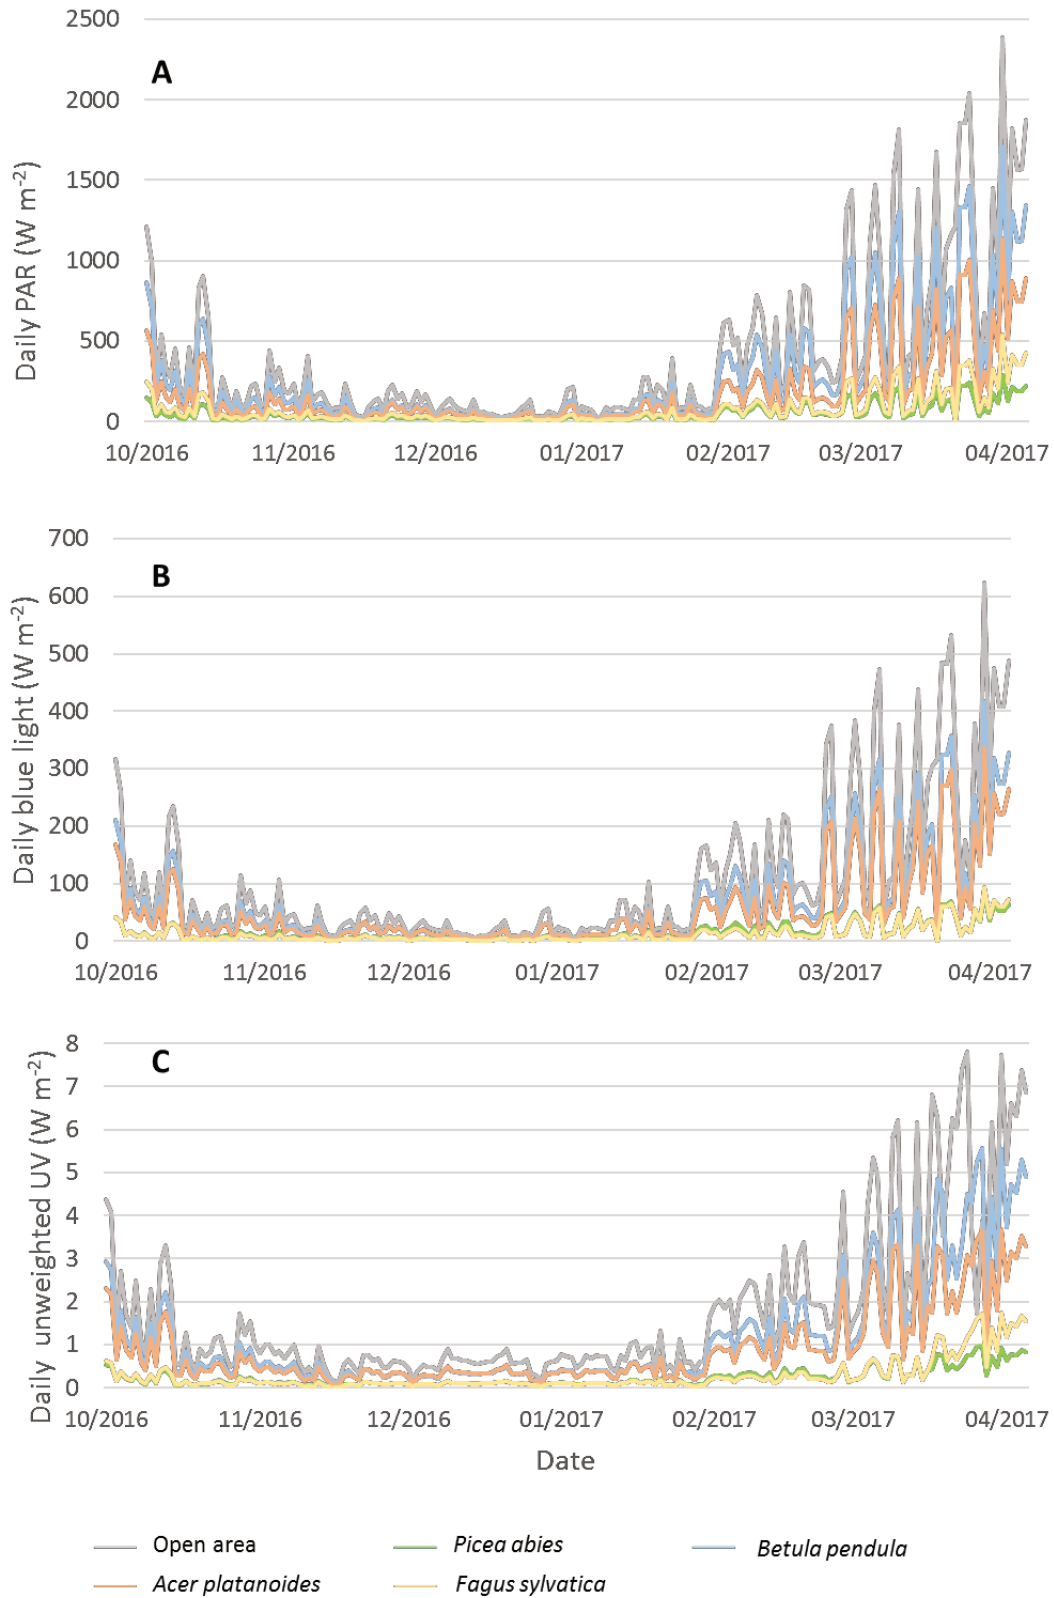 2500
A
2000
1500
1000
500
0
Daily PAR (W m-2)
10/2016 11/2016 12/2016 01/2017 02/2017 03/2017 04/2017
700
B
600
500
400
300
200
100
0
Daily blue light (W m-2)
10/2016 11/2016 12/2016 01/2017 02/2017 03/2017 04/2017
8
C
7
6
5
4
3
2
1
0
Daily unweighted UV (W m-2)
10/2016 11/2016 12/2016 01/2017 02/2017 03/2017 04/2017
Date
Open area Picea abies Betula pendula
Acer platanoides Fagus sylvatica